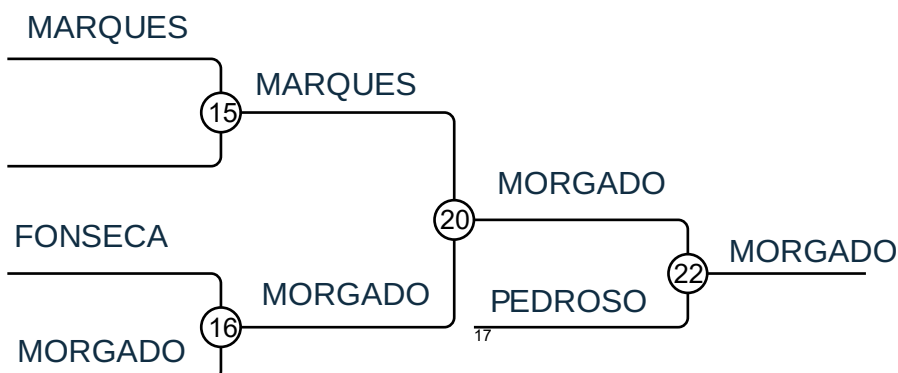 MARQUES
MARQUES
15
MORGADO
20
FONSECA
MORGADO
22
MORGADO
PEDROSO
16
17
MORGADO